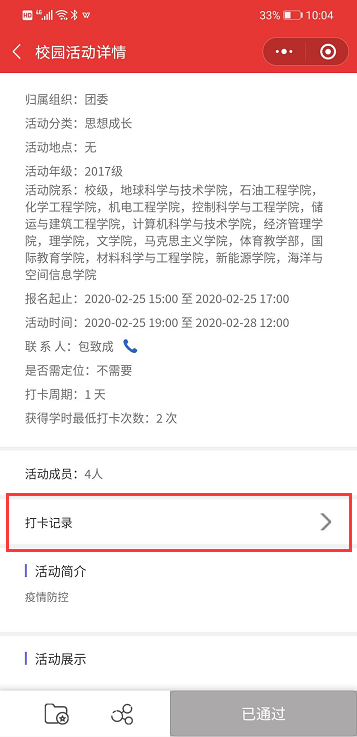 HD 4G 33% 10:04
校园活动详情
归属组织：团委
活动分类：思想成长
活动地点：无
活动年级：2017级
活动院系：校级，地球科学与技术学院，石油工程学院，
化学工程学院，机电工程学院，控制科学与工程学院，储
运与建筑工程学院，计算机科学与技术学院，经济管理学
院，理学院，文学院，马克思主义学院，体育教学部，国
际教育学院，材料科学与工程学院，新能源学院，海洋与
空间信息学院
报名起止：2020-02-25 15:00 至 2020-02-25 17:00
活动时间：2020-02-25 19:00 至 2020-02-28 12:00
联 系 人：包致成
是否需定位：不需要
打卡周期：1 天
获得学时最低打卡次数：2 次
活动成员：4人
打卡记录
活动简介
疫情防控
活动展示
已通过